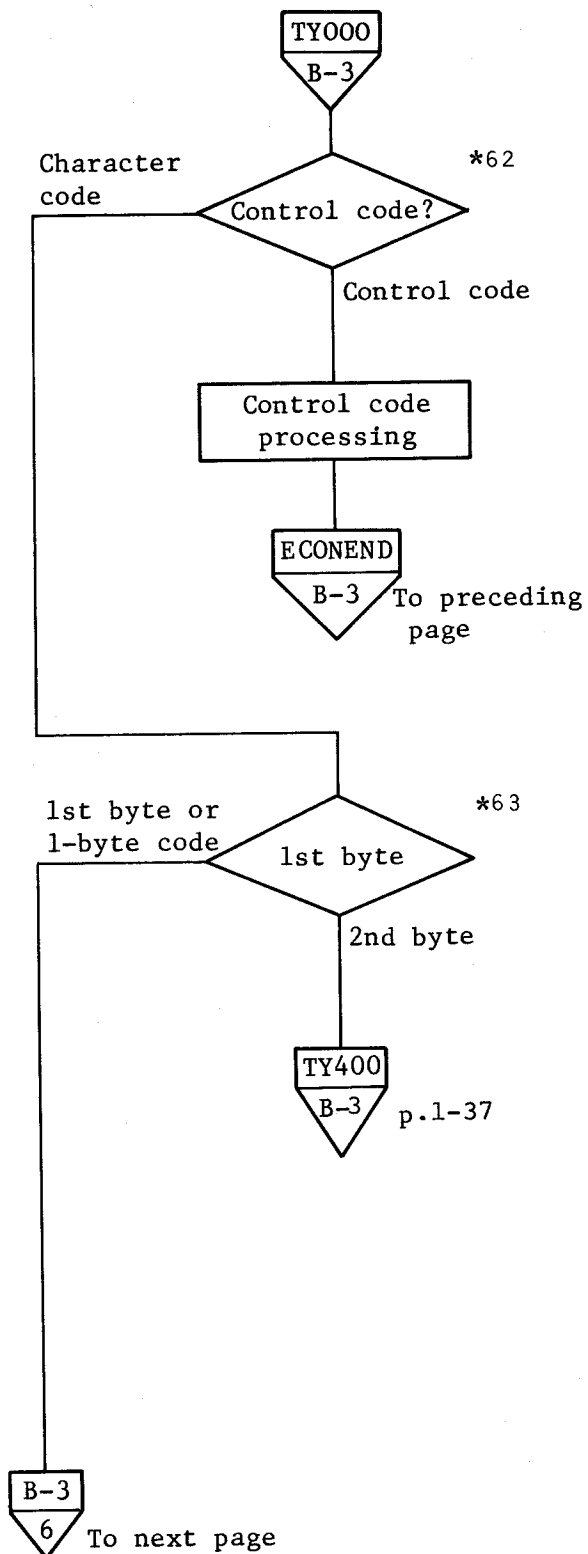 TY000
B-3
*62
Character
code
Control code?
Control code
Control code
processing
ECONEND
B-3
To preceding
page
*63
1st byte or
1-byte code
1st byte
2nd byte
TY400
B-3
p.1-37
B-3
6
To next page